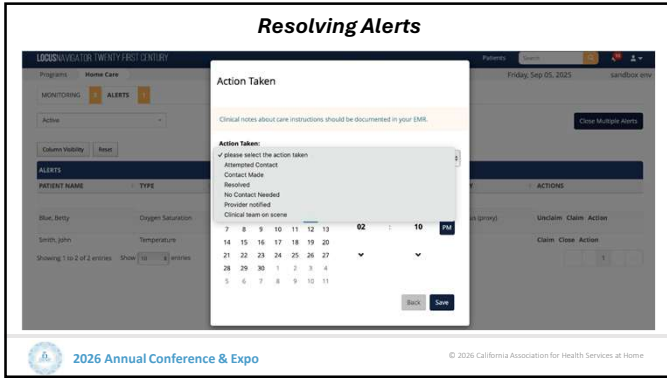 Resolving Alerts
LOCUSNAVIGATOR TWENTY FIRST CENTURY
Patients
Search
Programs Home Care
Friday, Sep 05, 2025 sandbox env
MONITORING ALERTS
Active
Close Multiple Alerts
Column Visibility Reset
ALERTS
PATIENT NAME TYPE ACTIONS
Blue, Betty Oxygen Saturation (proxy) Unclaim Claim Action
Smith, John Temperature Claim Close Action
Showing 1 to 2 of 2 entries Show 10 entries 1
Action Taken
Clinical notes about care instructions should be documented in your EMR.
Action Taken:
✓ please select the action taken
Attempted Contact
Contact Made
Resolved
No Contact Needed
Provider notified
Clinical team on scene
7 8 9 10 11 12 13 02 : 10 PM
14 15 16 17 18 19 20
21 22 23 24 25 26 27
28 29 30 1 2 3 4
5 6 7 8 9 10 11
Back Save
2026 Annual Conference & Expo
© 2026 California Association for Health Services at Home